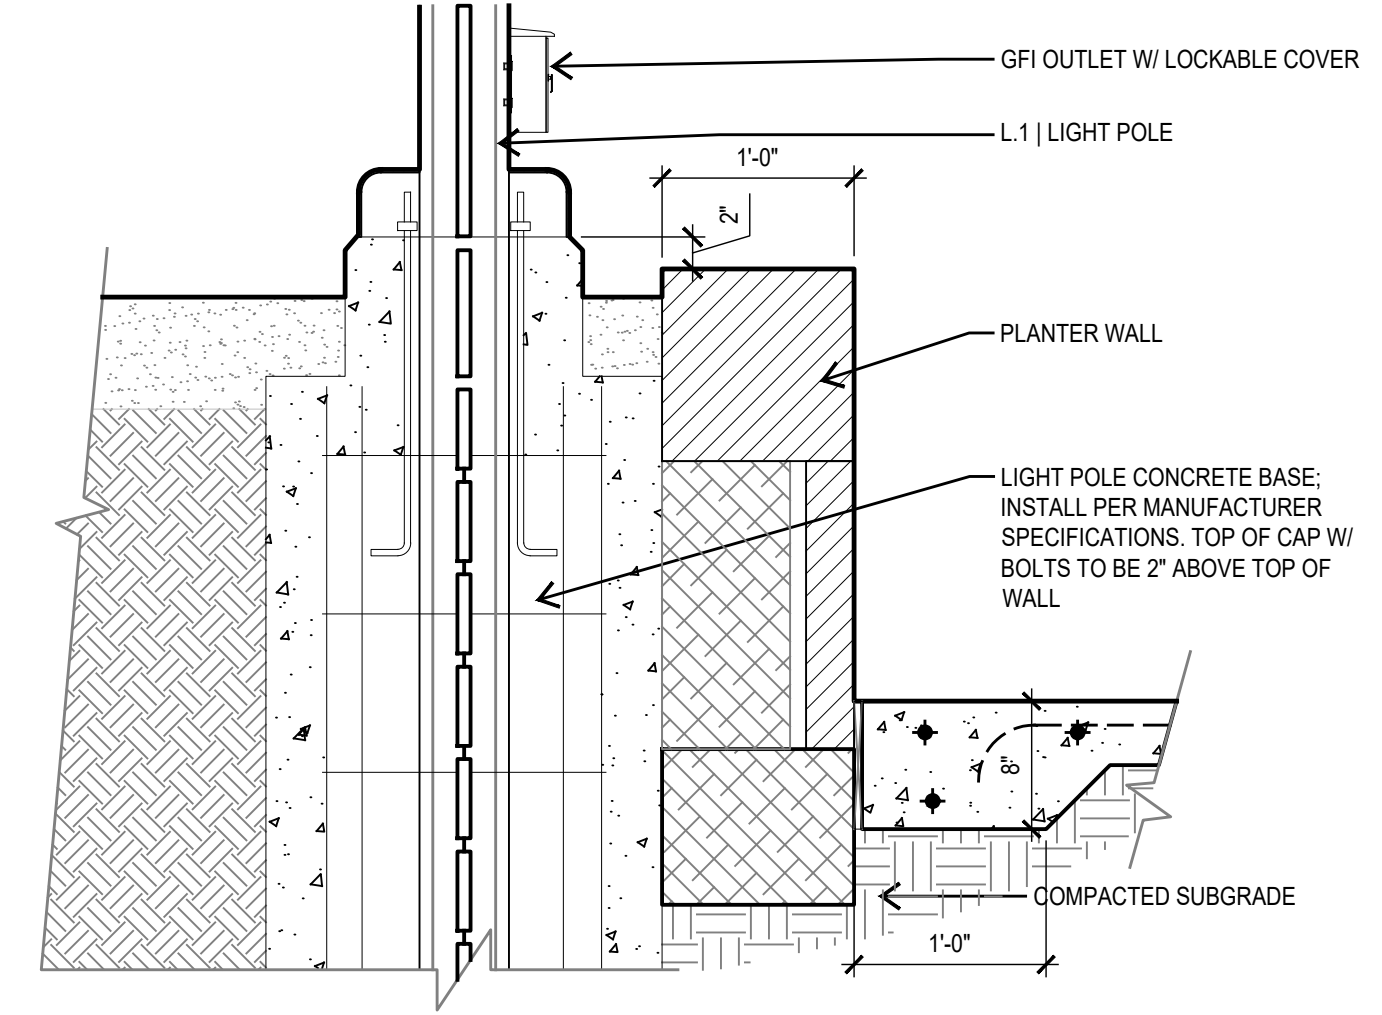 GFI OUTLET W/ LOCKABLE COVER
L.1 | LIGHT POLE
1'-0"
2"
PLANTER WALL
LIGHT POLE CONCRETE BASE;
INSTALL PER MANUFACTURER
SPECIFICATIONS. TOP OF CAP W/
BOLTS TO BE 2" ABOVE TOP OF
WALL
8"
COMPACTED SUBGRADE
1'-0"